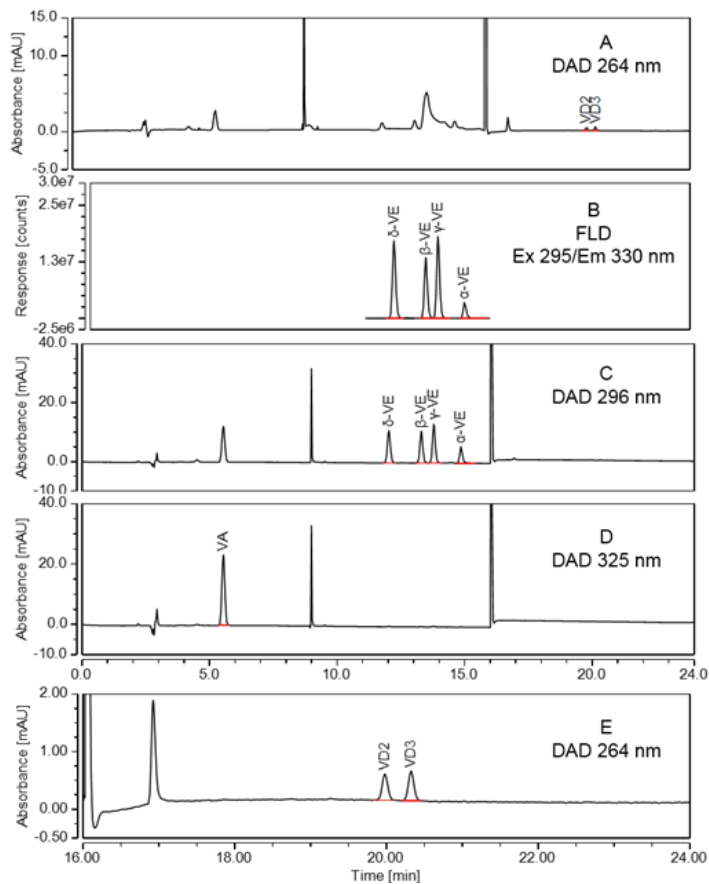 15.0
A
DAD 264 nm
Absorbance [mAU]
10.0
5.0
VD2
VD3
0.0
-5.0
3.0e7
2.5e7
B
FLD
Ex 295/Em 330 nm
Response [counts]
δ-VE
β-VE
γ-VE
α-VE
1.3e7
-2.5e6
40.0
C
DAD 296 nm
Absorbance [mAU]
20.0
δ-VE
β-VE
γ-VE
α-VE
0.0
-10.0
40.0
D
DAD 325 nm
Absorbance [mAU]
VA
20.0
0.0
-10.0
0.0 5.0 10.0 15.0 20.0 24.0
2.00
E
DAD 264 nm
Absorbance [mAU]
VD2
VD3
1.00
0.00
-0.50
16.00 18.00 20.00 22.00 24.00
Time [min]